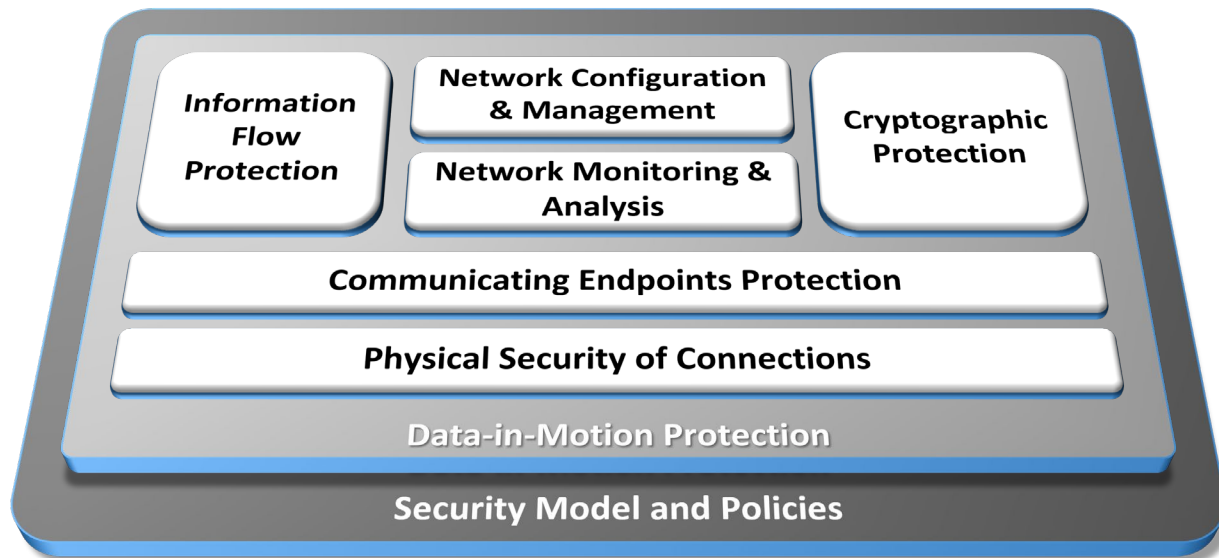 Information
Flow
Protection
Network Configuration
& Management
Network Monitoring &
Analysis
Cryptographic
Protection
Communicating Endpoints Protection
Physical Security of Connections
Data-in-Motion Protection
Security Model and Policies